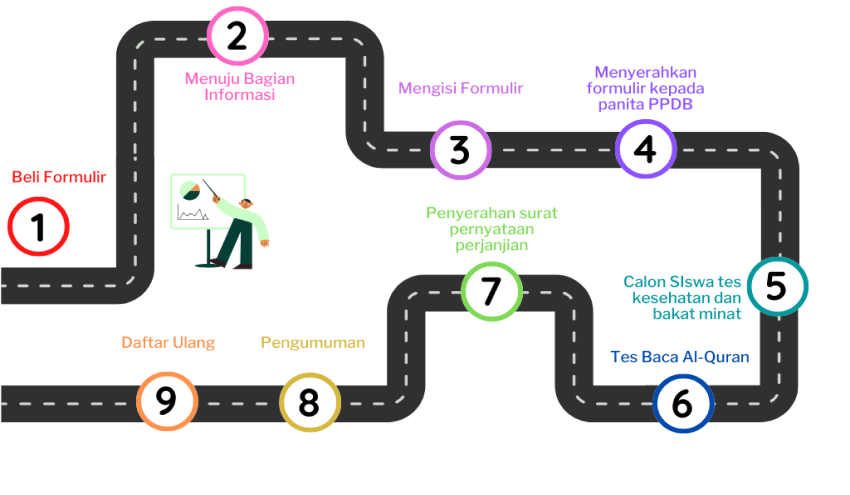 Beli Formulir
1
2
Menuju Bagian
Informasi
Mengisi Formulir
3
Menyerahkan
formulir kepada
panita PPDB
4
Calon SIswa tes
kesehatan dan
bakat minat
5
Tes Baca Al-Quran
6
Penyerahan surat
pernyataan
perjanjian
7
Pengumuman
8
Daftar Ulang
9